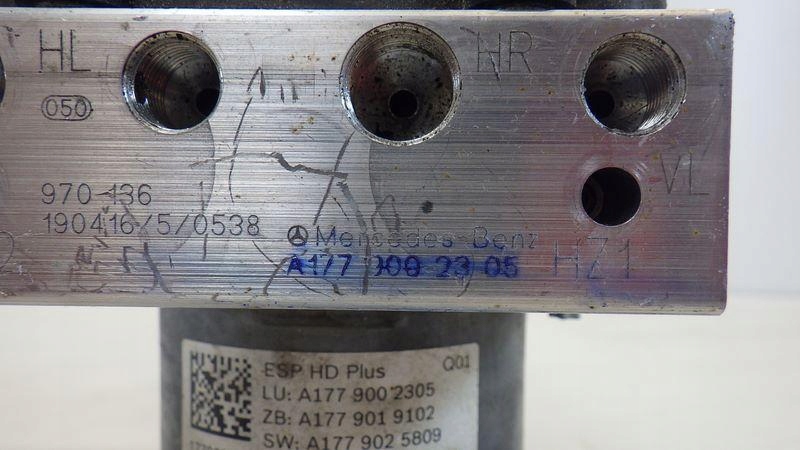 HL
HR
050
VL
970-136
190416/5/0538
Mercedes-Benz
A177 900 23 05
HZ1
ESP HD Plus
Q01
LU: A177 900 2305
ZB: A177 901 9102
SW: A177 902 5809